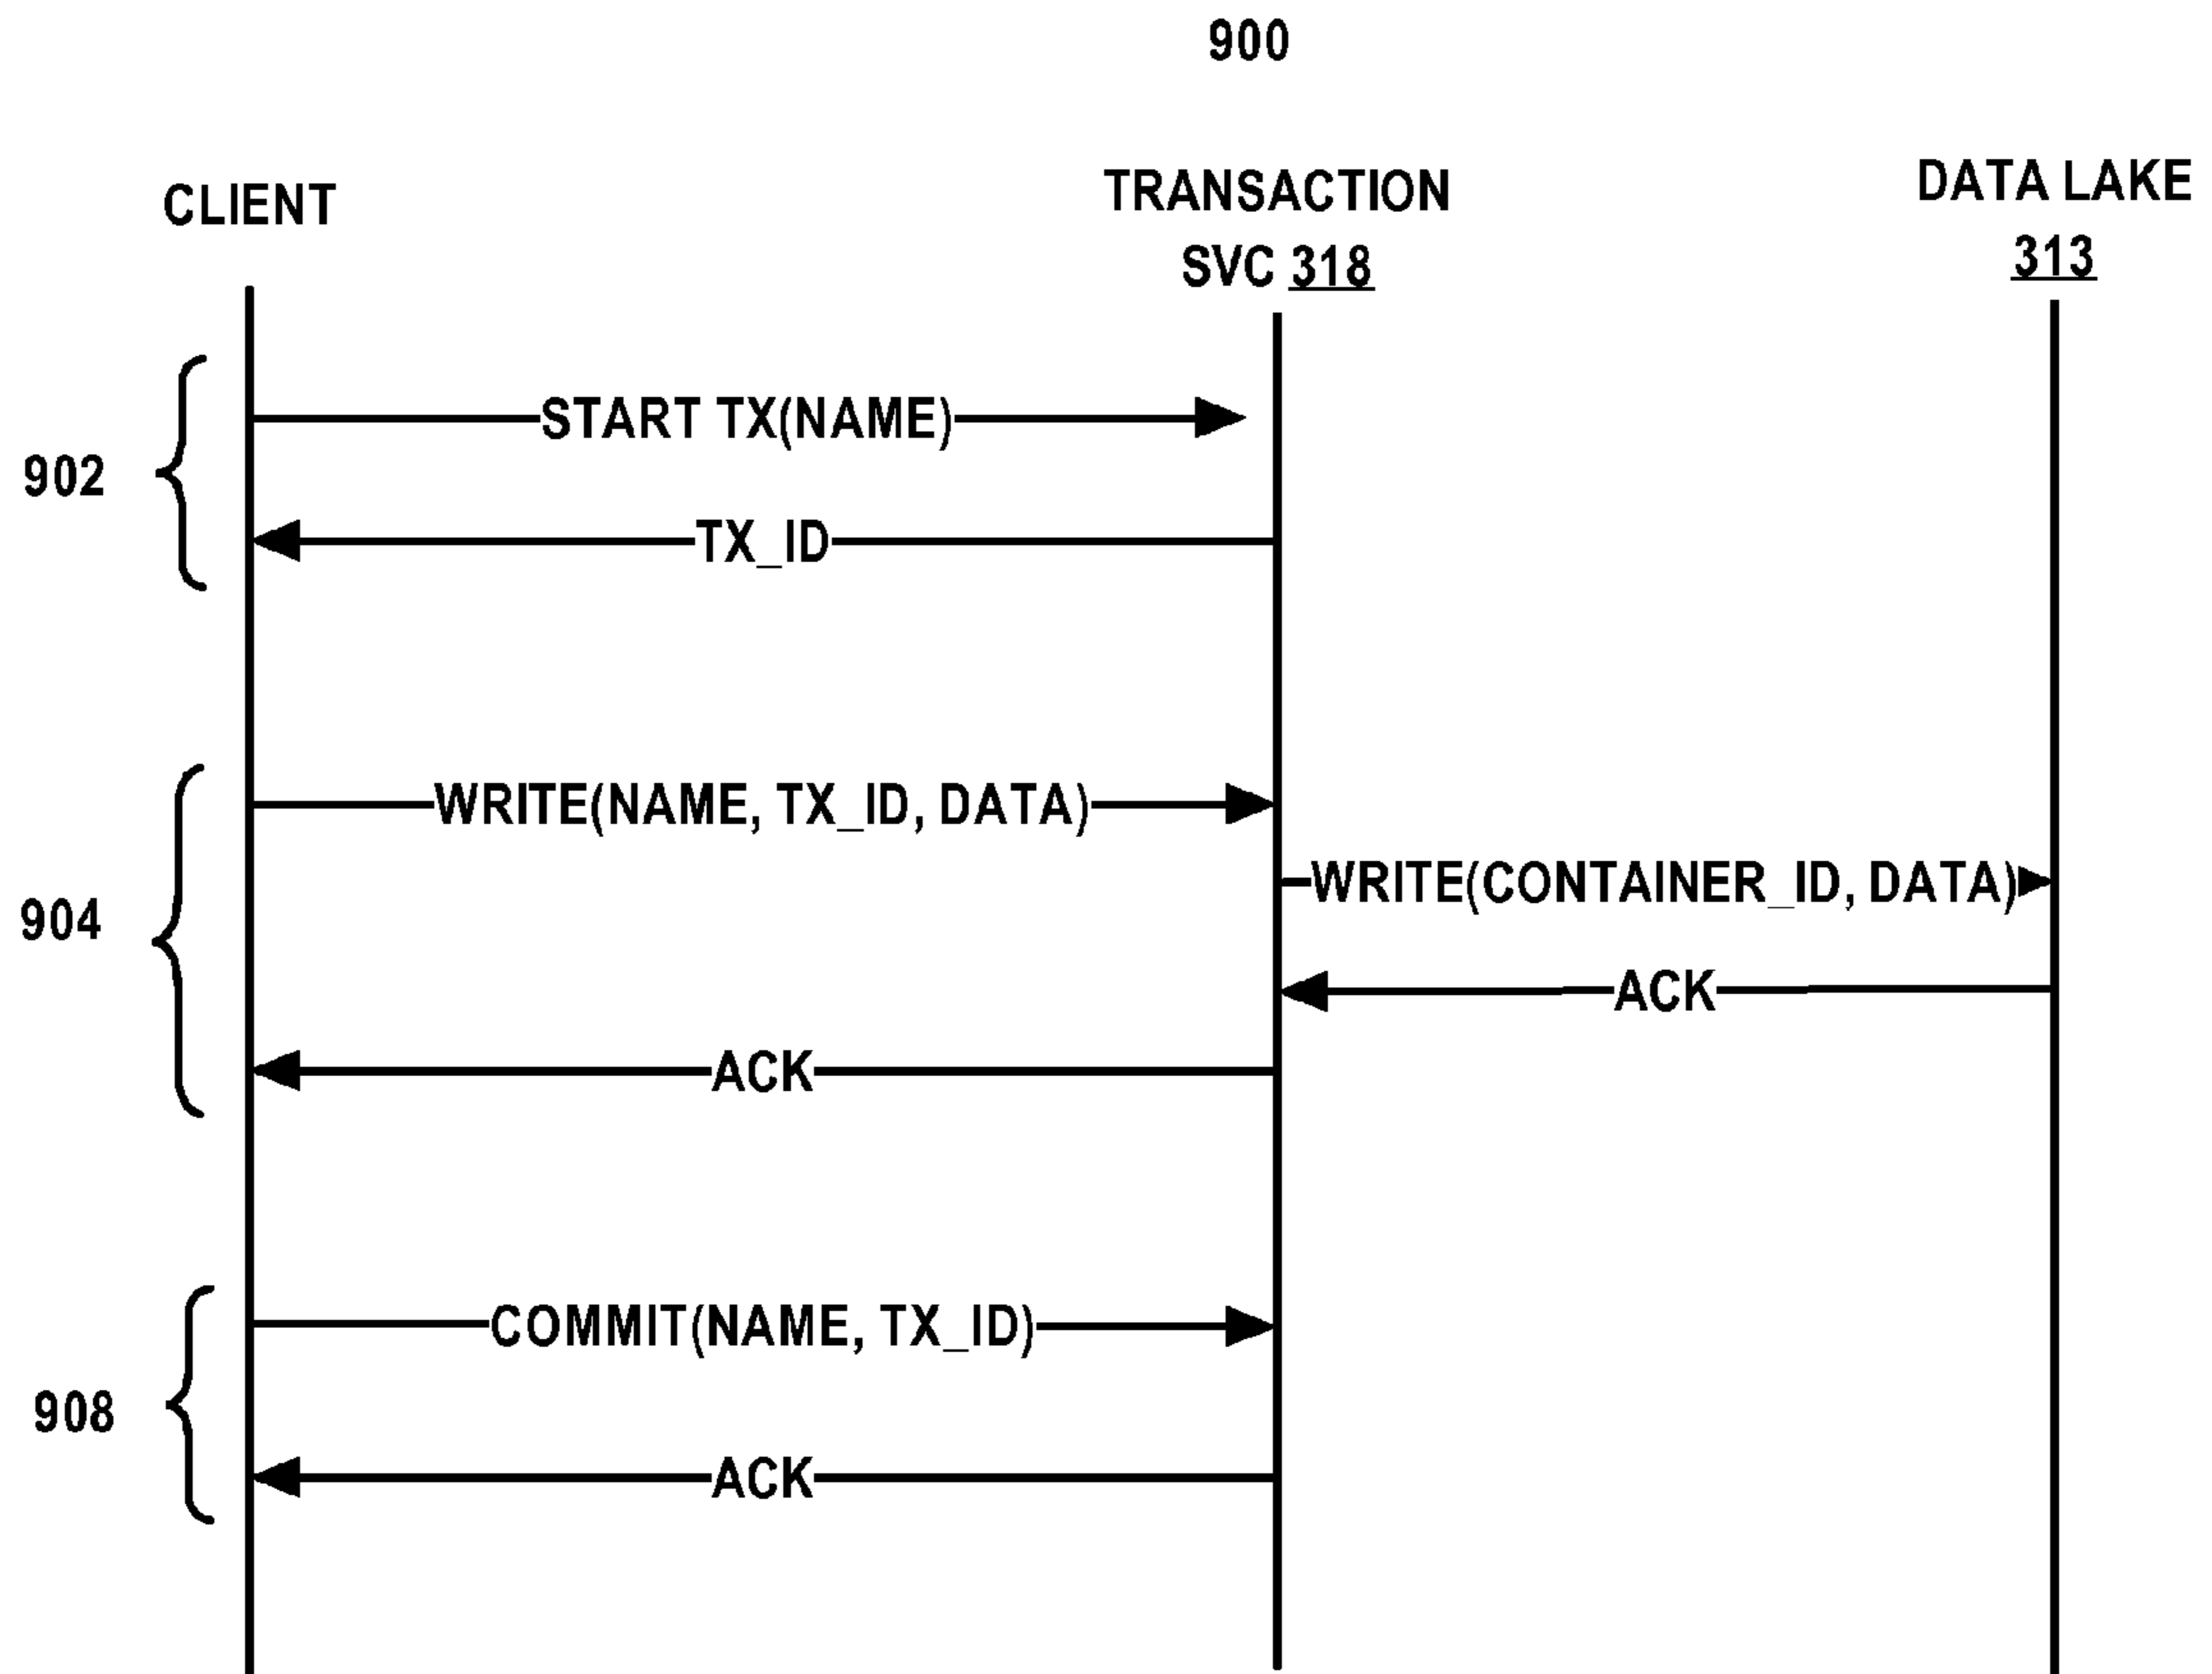 900
CLIENT
TRANSACTION
SVC 318
DATA LAKE
313
START TX(NAME)
902
TX_ID
WRITE(NAME, TX_ID, DATA)
WRITE(CONTAINER_ID, DATA)
904
ACK
ACK
COMMIT(NAME, TX_ID)
908
ACK